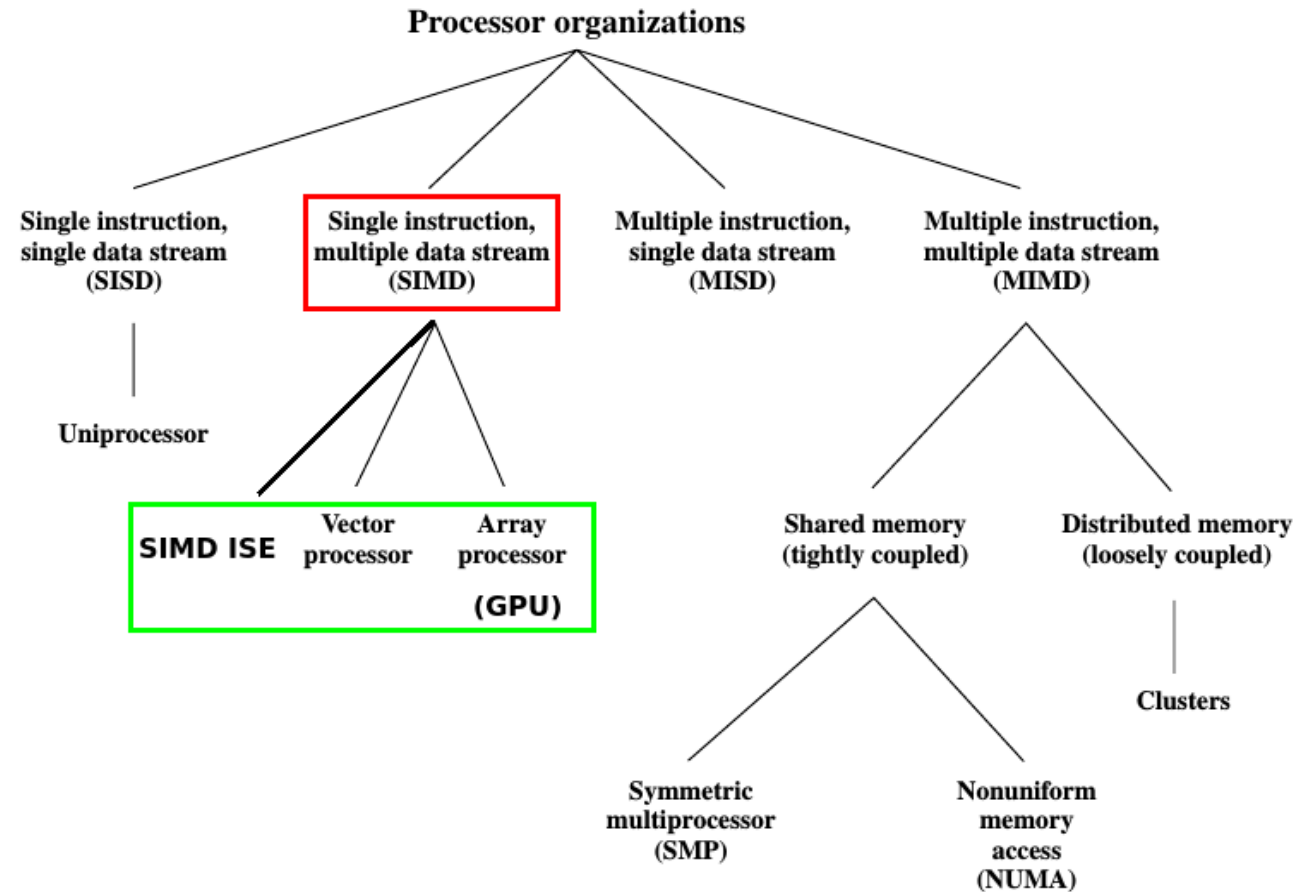 Processor organizations
Single instruction,
single data stream
(SISD)
Single instruction,
multiple data stream
(SIMD)
Multiple instruction,
single data stream
(MISD)
Multiple instruction,
multiple data stream
(MIMD)
Uniprocessor
SIMD ISE
Vector
processor
Array
processor
(GPU)
Shared memory
(tightly coupled)
Distributed memory
(loosely coupled)
Clusters
Symmetric
multiprocessor
(SMP)
Nonuniform
memory
access
(NUMA)